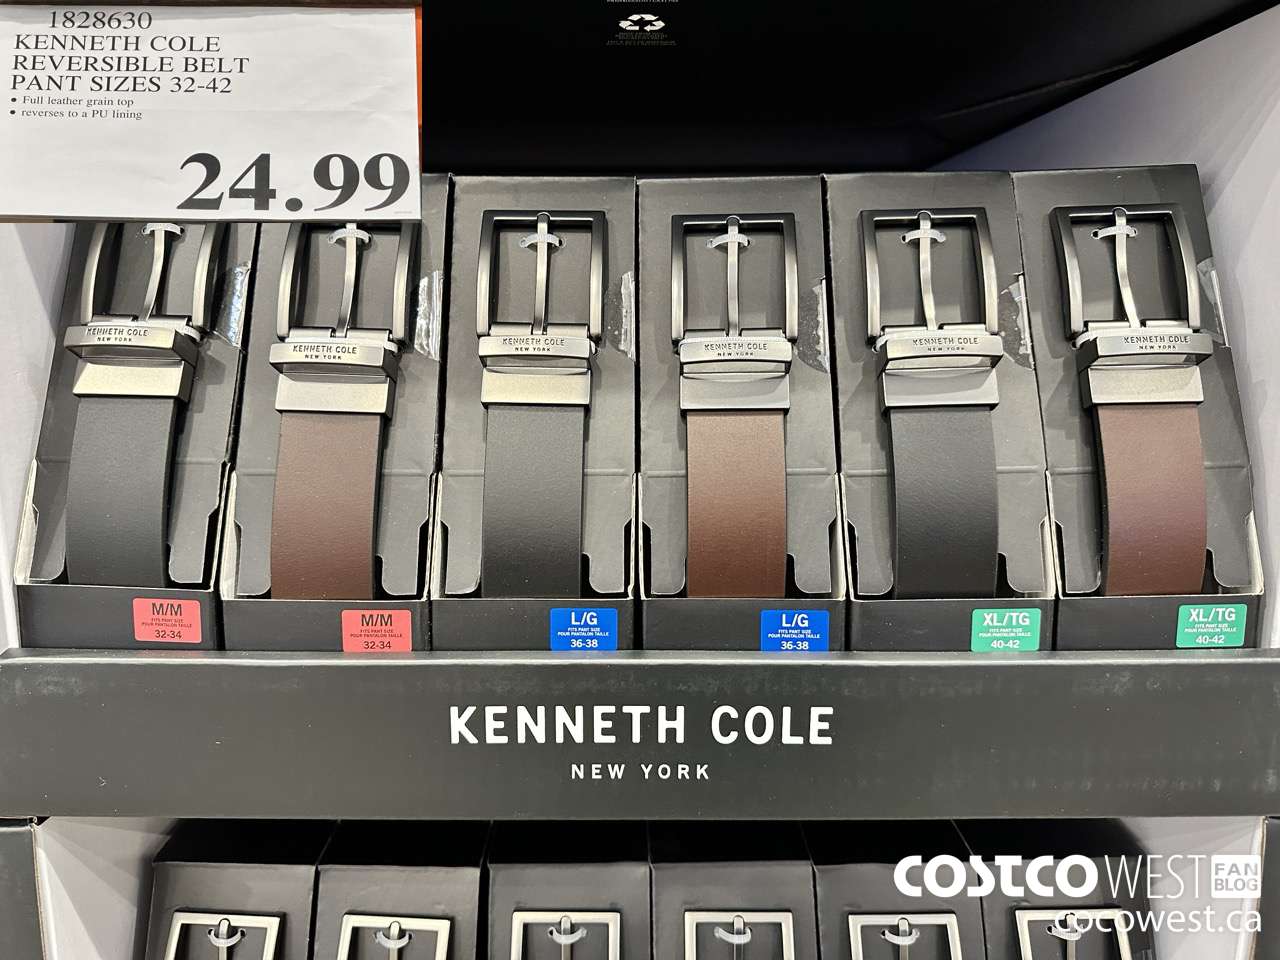 1828630
KENNETH COLE
REVERSIBLE BELT
PANT SIZES 32-42
• Full leather grain top
• reverses to a PU lining
24.99
KENNETH COLE
NEW YORK
KENNETH COLE
NEW YORK
KENNETH COLE
NEW YORK
KENNETH COLE
NEW YORK
KENNETH COLE
NEW YORK
KENNETH COLE
NEW YORK
M/M
FITS PANT SIZE
POUR PANTALON TAILLE
32-34
M/M
FITS PANT SIZE
POUR PANTALON TAILLE
32-34
L/G
FITS PANT SIZE
POUR PANTALON TAILLE
36-38
L/G
FITS PANT SIZE
POUR PANTALON TAILLE
36-38
XL/TG
FITS PANT SIZE
POUR PANTALON TAILLE
40-42
XL/TG
FITS PANT SIZE
POUR PANTALON TAILLE
40-42
KENNETH COLE
NEW YORK
COSTCO WEST FAN BLOG
cocowest.ca